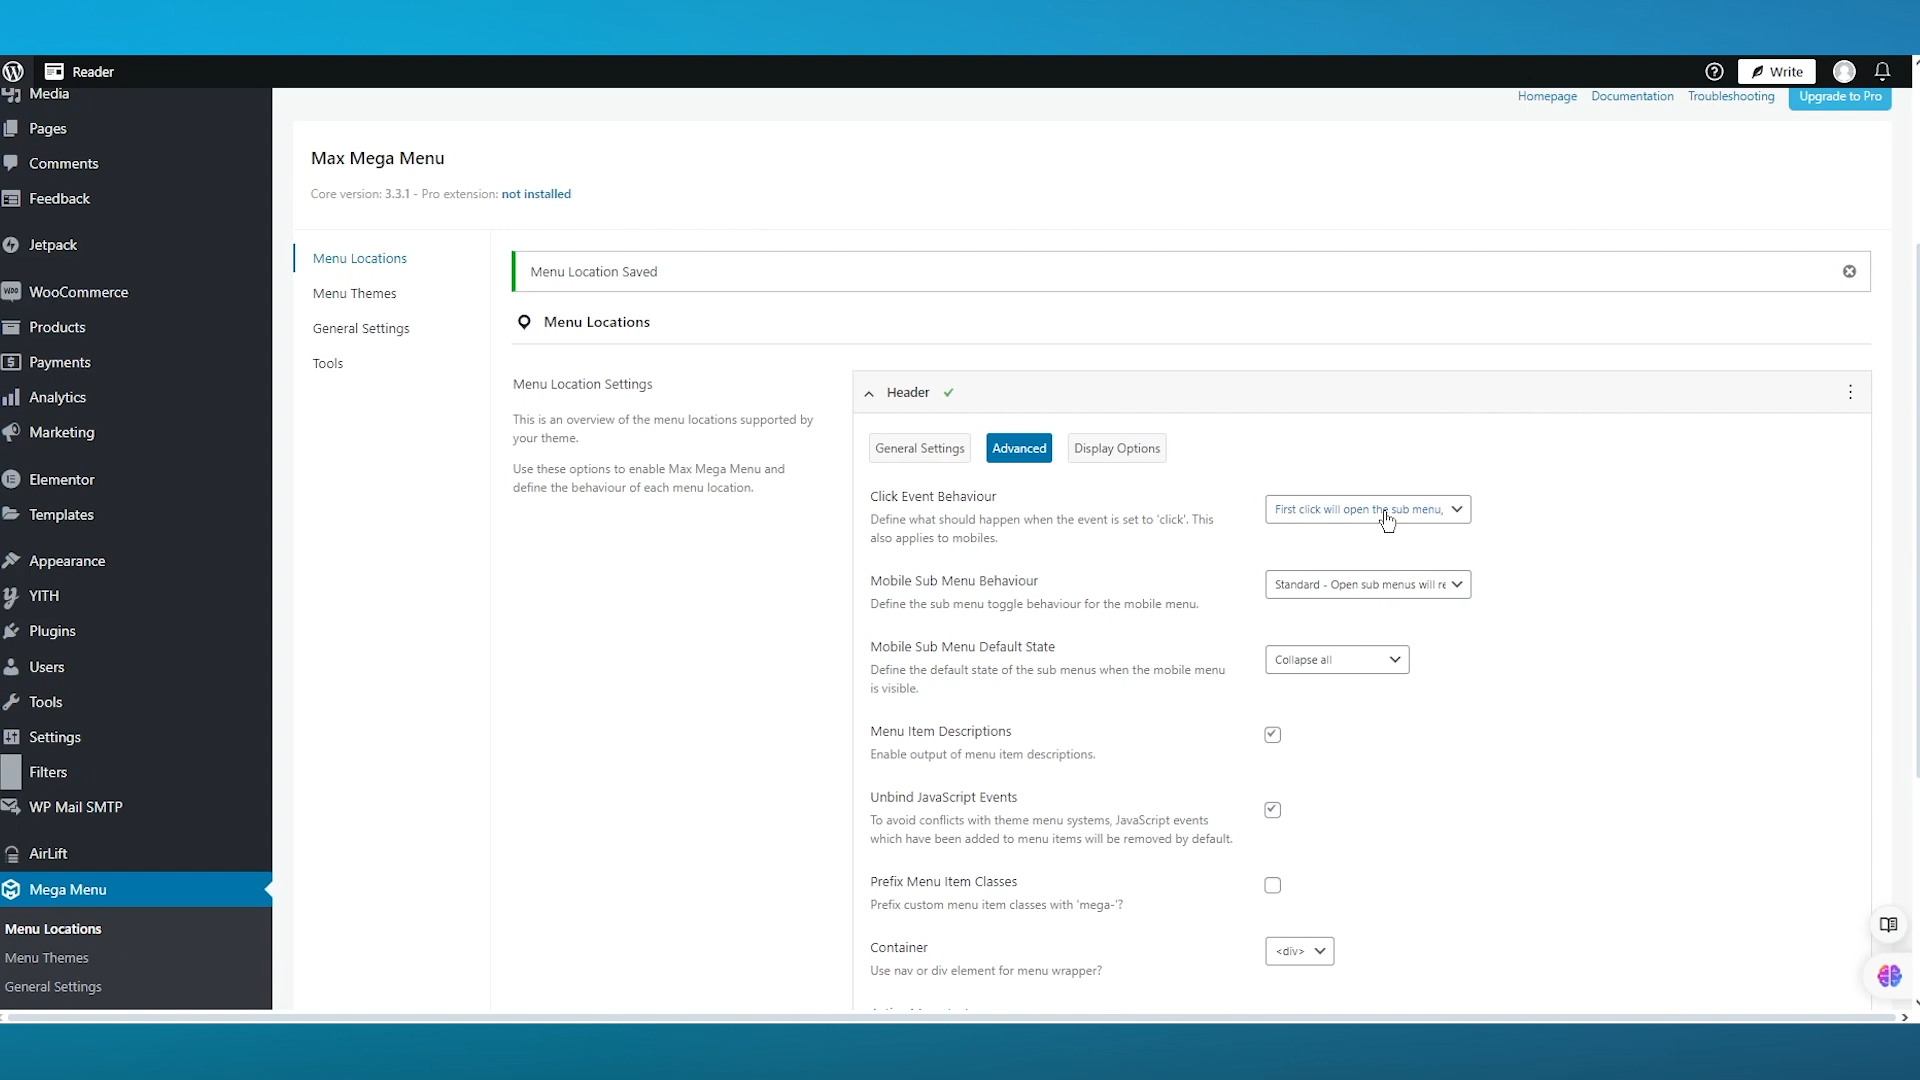 Reader
Write
Media
Pages
Comments
Feedback
Jetpack
WooCommerce
Products
Payments
Analytics
Marketing
Elementor
Templates
Appearance
YITH
Plugins
Users
Tools
Settings
Filters
WP Mail SMTP
AirLift
Mega Menu
Menu Locations
Menu Themes
General Settings
Homepage Documentation Troubleshooting Upgrade to Pro
Max Mega Menu
Core version: 3.3.1 - Pro extension: not installed
Menu Locations
Menu Themes
General Settings
Tools
Menu Location Saved
Menu Locations
Menu Location Settings
This is an overview of the menu locations supported by
your theme.
Use these options to enable Max Mega Menu and
define the behaviour of each menu location.
Header
General Settings Advanced Display Options
Click Event Behaviour
Define what should happen when the event is set to 'click'. This
also applies to mobiles.
First click will open the sub menu,
Mobile Sub Menu Behaviour
Define the sub menu toggle behaviour for the mobile menu.
Standard - Open sub menus will re
Mobile Sub Menu Default State
Define the default state of the sub menus when the mobile menu
is visible.
Collapse all
Menu Item Descriptions
Enable output of menu item descriptions.
Unbind JavaScript Events
To avoid conflicts with theme menu systems, JavaScript events
which have been added to menu items will be removed by default.
Prefix Menu Item Classes
Prefix custom menu item classes with 'mega-'?
Container
Use nav or div element for menu wrapper?
<div>